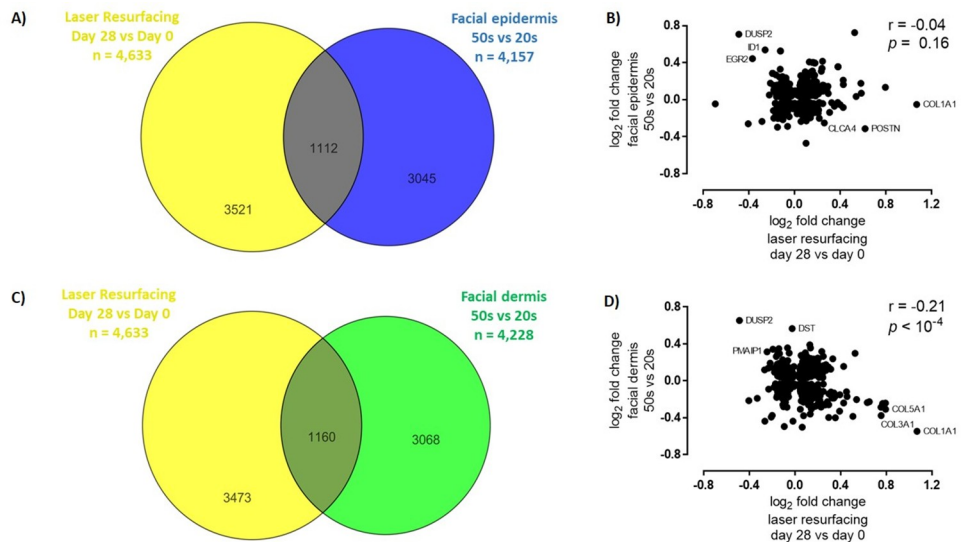 A)
Laser Resurfacing
Day 28 vs Day 0
n = 4,633
Facial epidermis
50s vs 20s
n = 4,157
3521
1112
3045
B)
r = -0.04
p = 0.16
0.8
0.4
0.0
-0.4
-0.8
log2 fold change
facial epidermis
50s vs 20s
DUSP2
ID1
EGR2
COL1A1
CLCA4
POSTN
-0.8 -0.4 0.0 0.4 0.8 1.2
log2 fold change
laser resurfacing
day 28 vs day 0
C)
Laser Resurfacing
Day 28 vs Day 0
n = 4,633
Facial dermis
50s vs 20s
n = 4,228
3473
1160
3068
D)
r = -0.21
p < 10-4
0.8
0.4
0.0
-0.4
-0.8
log2 fold change
facial dermis
50s vs 20s
DUSP2
DST
PMAIP1
COL5A1
COL3A1
COL1A1
-0.8 -0.4 0.0 0.4 0.8 1.2
log2 fold change
laser resurfacing
day 28 vs day 0